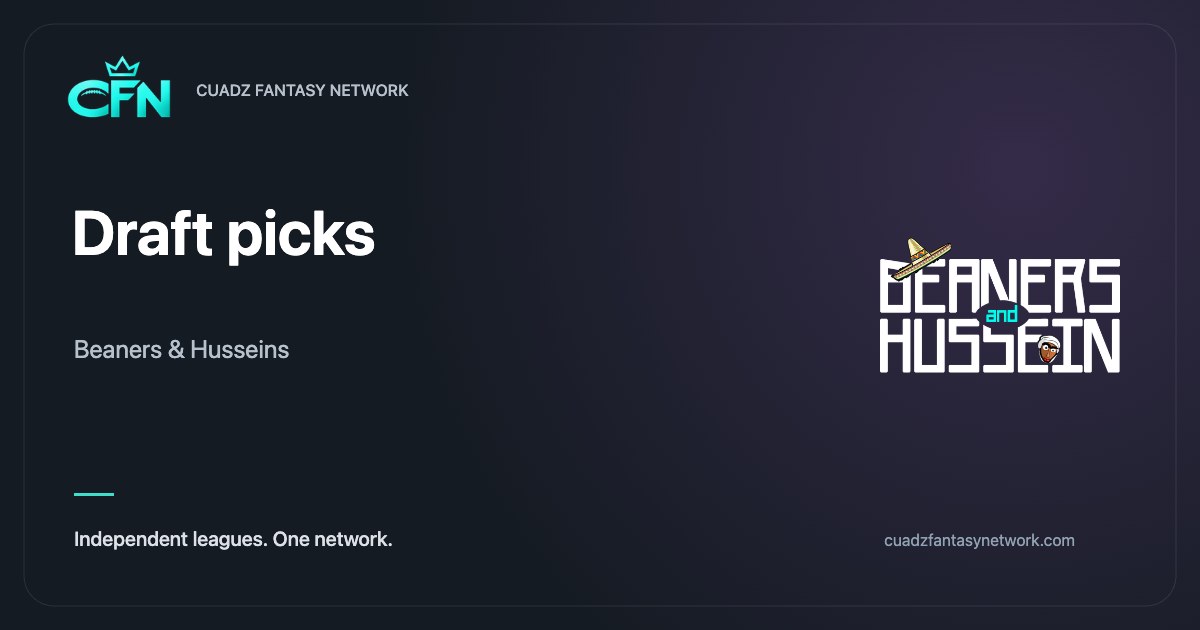 CFN
CUADZ FANTASY NETWORK
Draft picks
Beaners & Husseins
BEANERS
and
HUSSEIN
Independent leagues. One network.
cuadzfantasynetwork.com